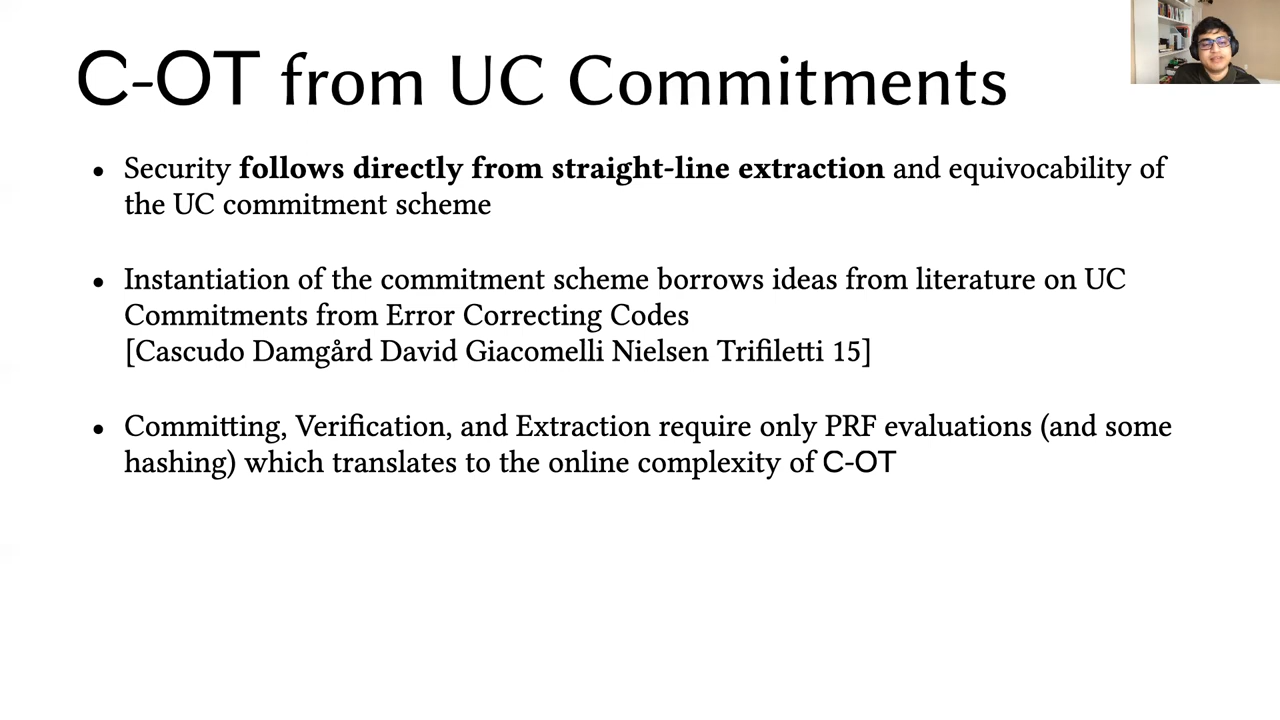 C-OT from UC Commitments
• Security follows directly from straight-line extraction and equivocability of
the UC commitment scheme
• Instantiation of the commitment scheme borrows ideas from literature on UC
Commitments from Error Correcting Codes
[Cascudo Damgård David Giacomelli Nielsen Trifiletti 15]
• Committing, Verification, and Extraction require only PRF evaluations (and some
hashing) which translates to the online complexity of C-OT